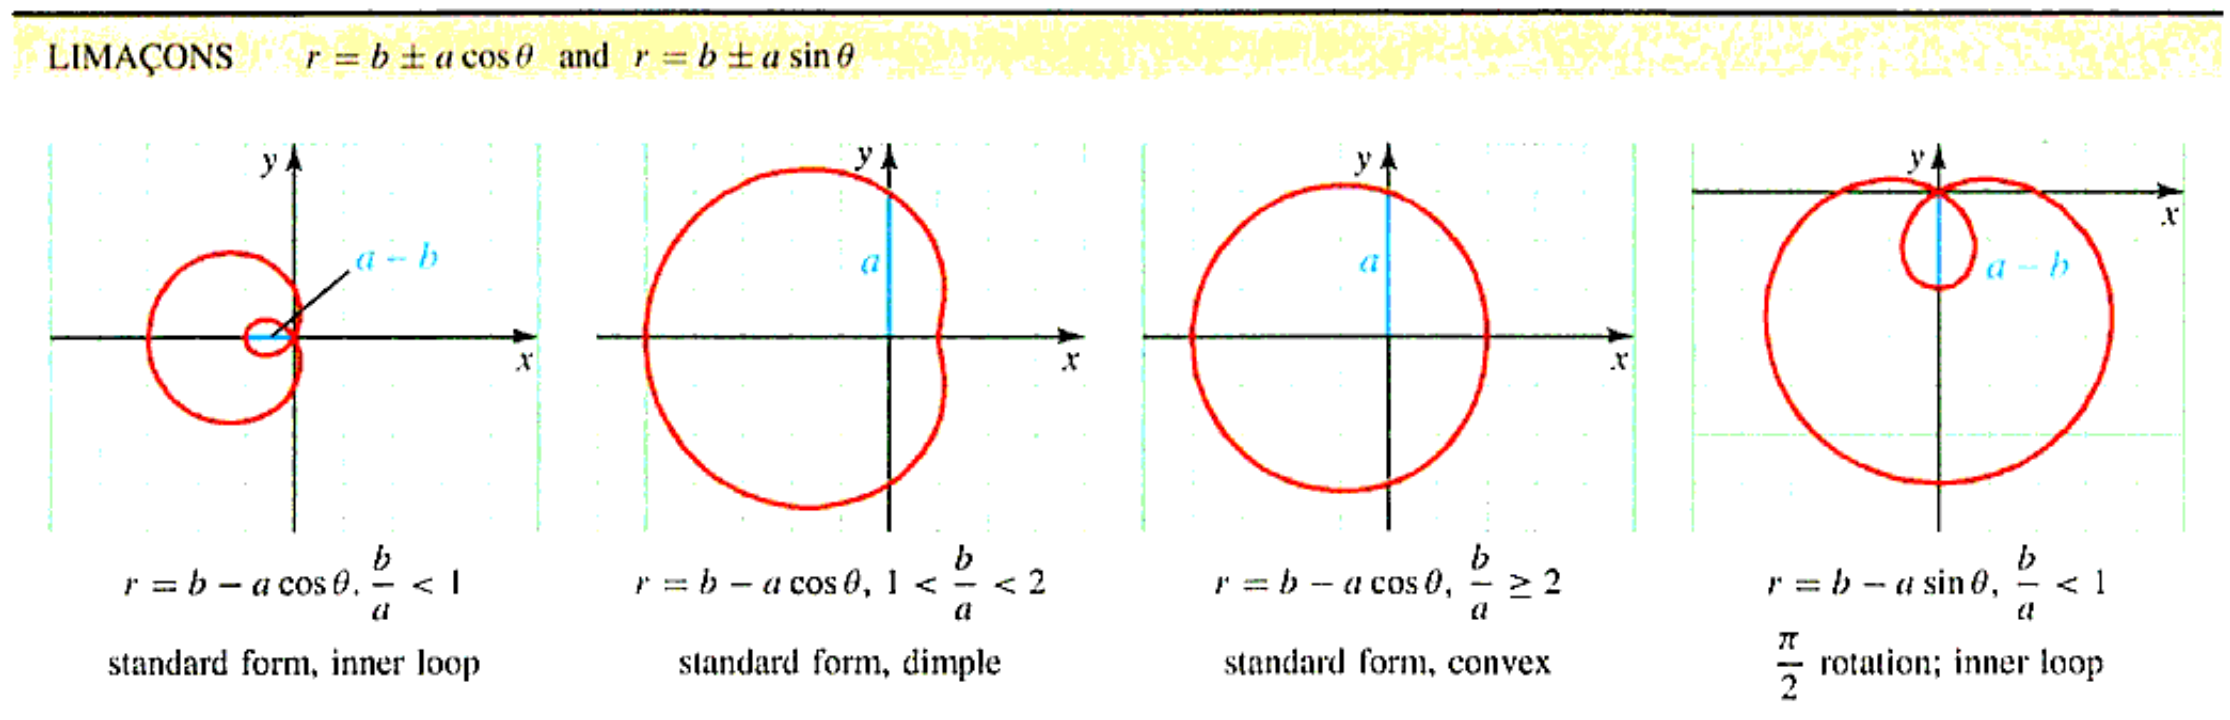 LIMAÇONS r = b ± a cos θ and r = b ± a sin θ
y
a − b
x
y
a
x
y
a
x
y
x
a − b
r = b − a cos θ, b/a < 1
standard form, inner loop
r = b − a cos θ, 1 < b/a < 2
standard form, dimple
r = b − a cos θ, b/a ≥ 2
standard form, convex
r = b − a sin θ, b/a < 1
π/2 rotation; inner loop